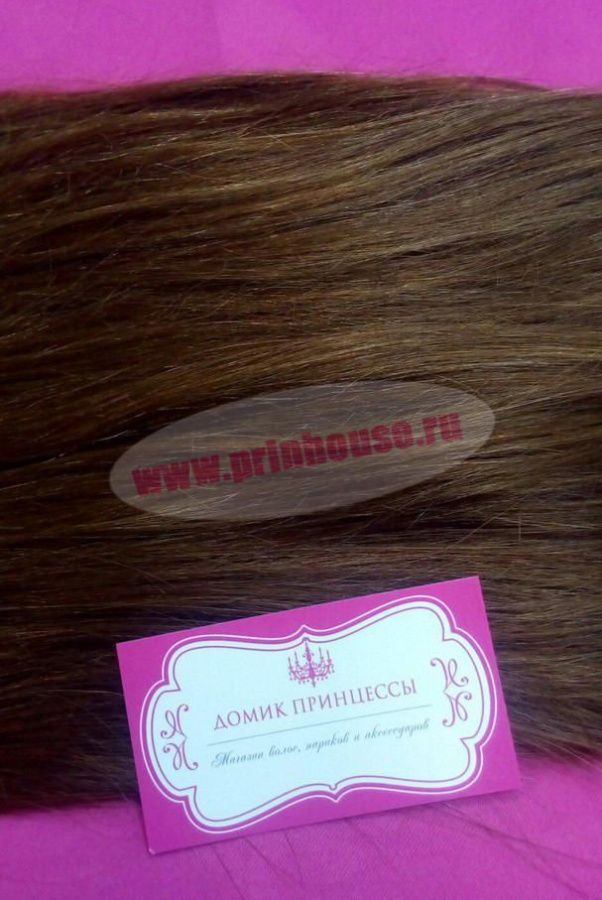 www.prinhouse.ru
ДОМИК ПРИНЦЕССЫ
Магазин волос, париков и аксессуаров